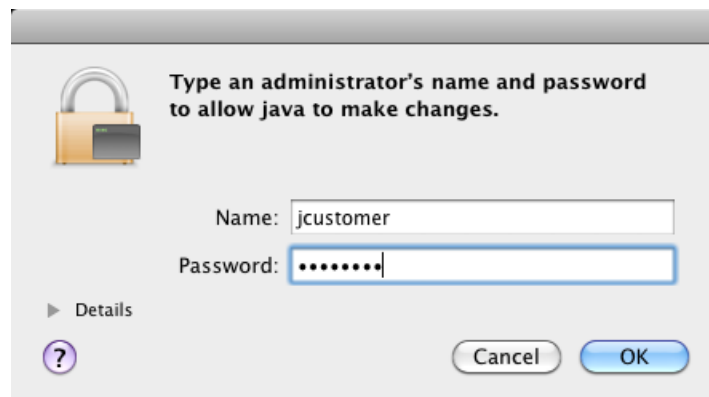 Type an administrator's name and password
to allow java to make changes.
Name: jcustomer
Password: ••••••••
Details
?
Cancel OK